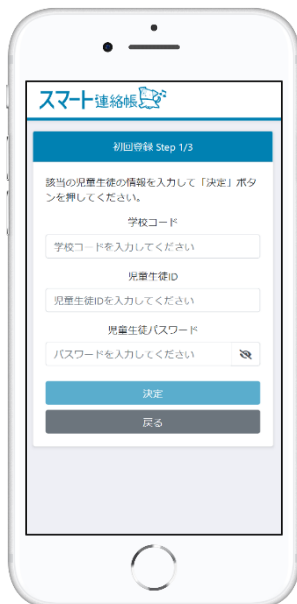 スマート連絡帳
初回登録 Step 1/3
該当の児童生徒の情報を入力して「決定」ボタ
ンを押してください。
学校コード
学校コードを入力してください
児童生徒ID
児童生徒IDを入力してください
児童生徒パスワード
パスワードを入力してください
決定
戻る